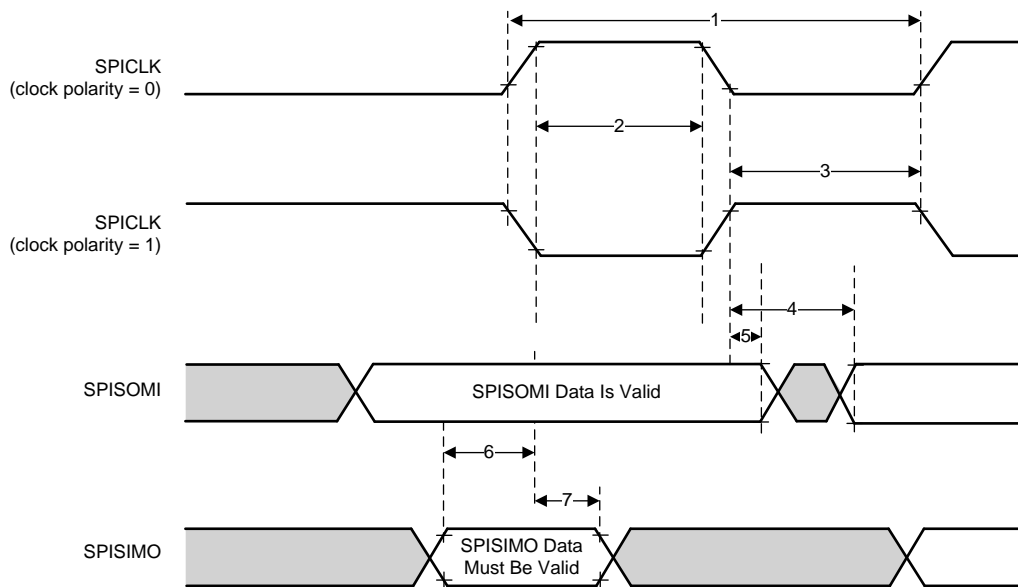 1
SPICLK
(clock polarity = 0)
2
3
SPICLK
(clock polarity = 1)
4
5
SPISOMI
SPISOMI Data Is Valid
6
7
SPISIMO
SPISIMO Data
Must Be Valid